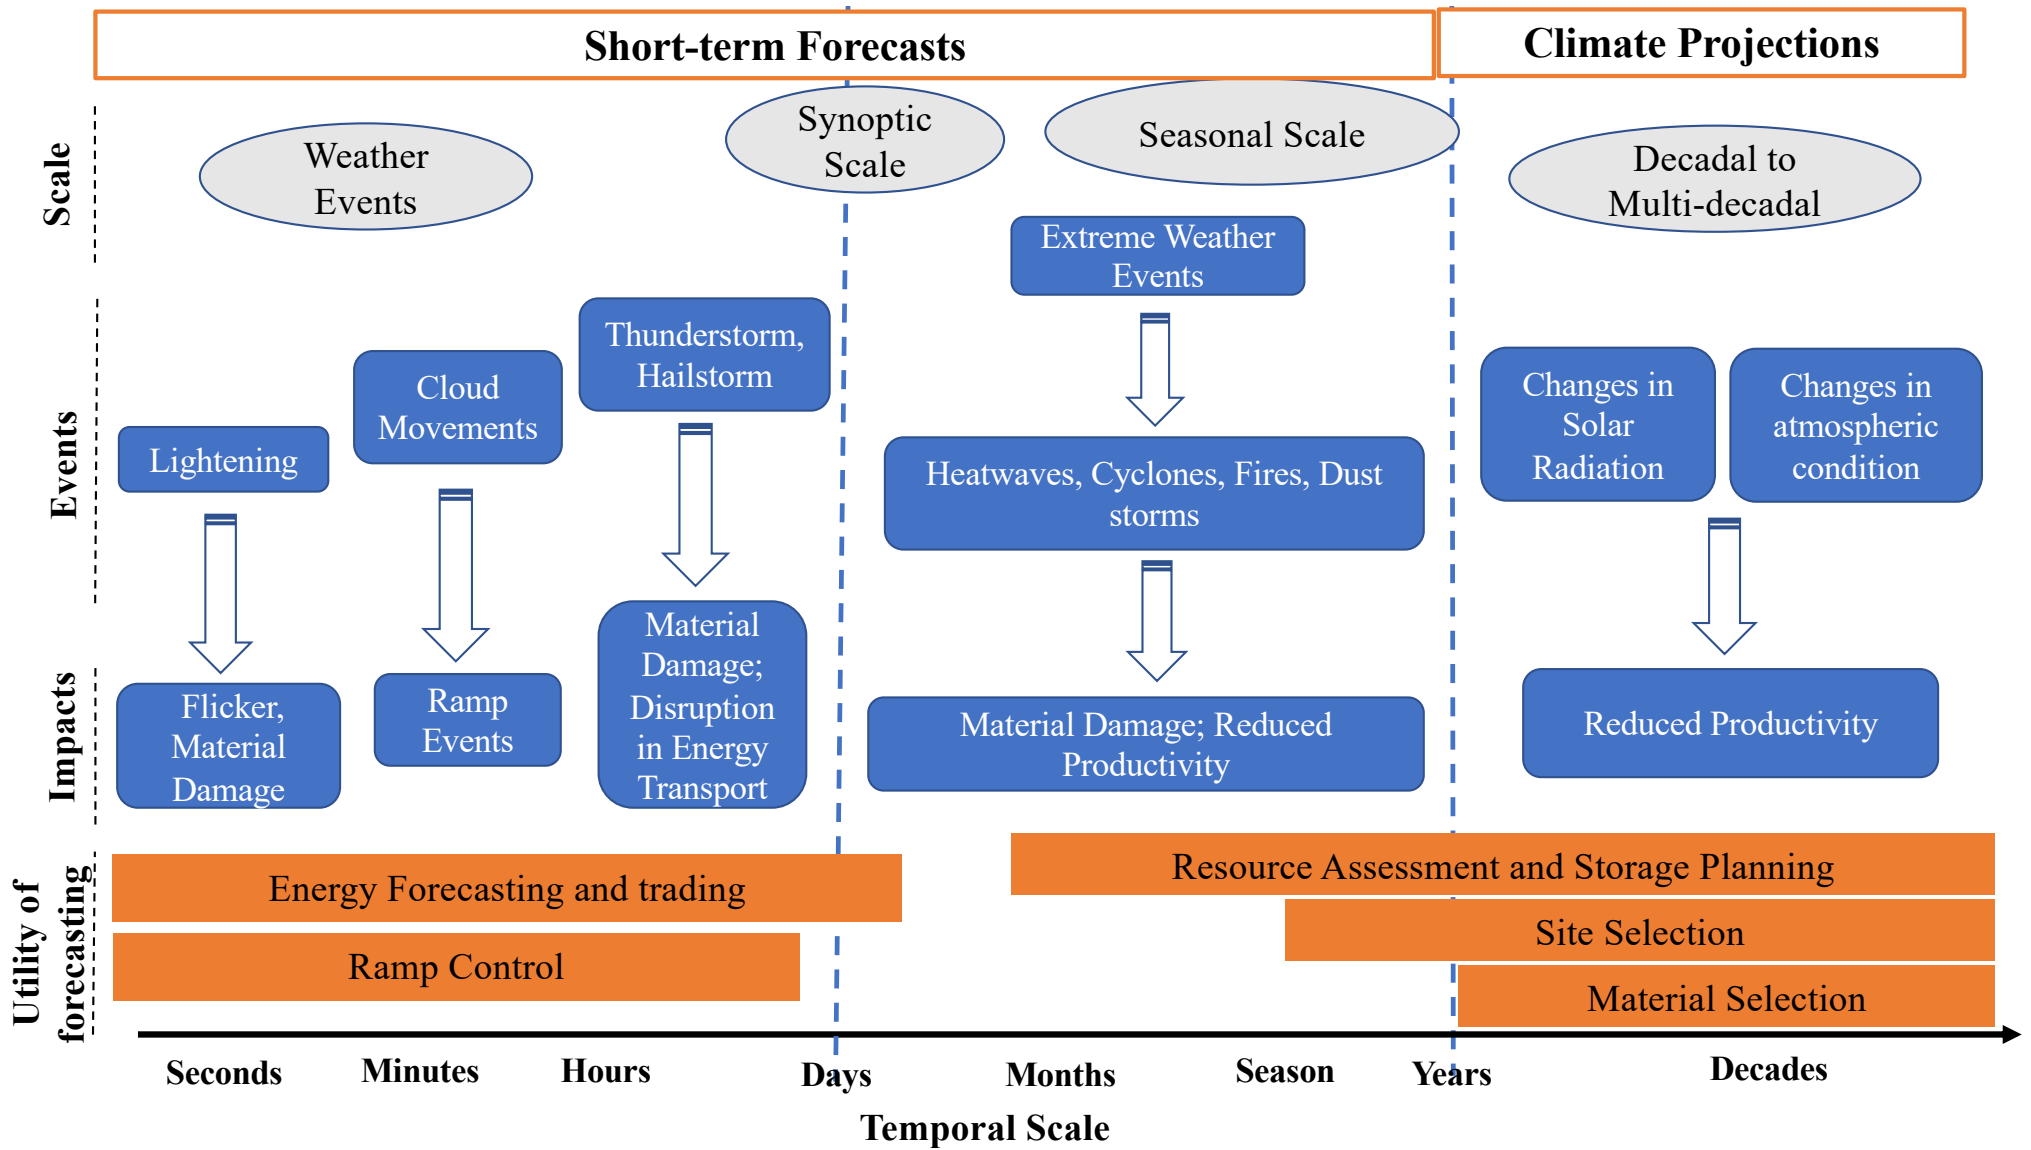 Short-term Forecasts
Climate Projections
Scale
Weather
Events
Synoptic
Scale
Seasonal Scale
Decadal to
Multi-decadal
Events
Lightening
Cloud
Movements
Thunderstorm,
Hailstorm
Extreme Weather
Events
Heatwaves, Cyclones, Fires, Dust
storms
Changes in
Solar
Radiation
Changes in
atmospheric
condition
Impacts
Flicker,
Material
Damage
Ramp
Events
Material
Damage;
Disruption
in Energy
Transport
Material Damage; Reduced
Productivity
Reduced Productivity
Utility of
forecasting
Energy Forecasting and trading
Ramp Control
Resource Assessment and Storage Planning
Site Selection
Material Selection
Seconds
Minutes
Hours
Days
Months
Season
Years
Decades
Temporal Scale